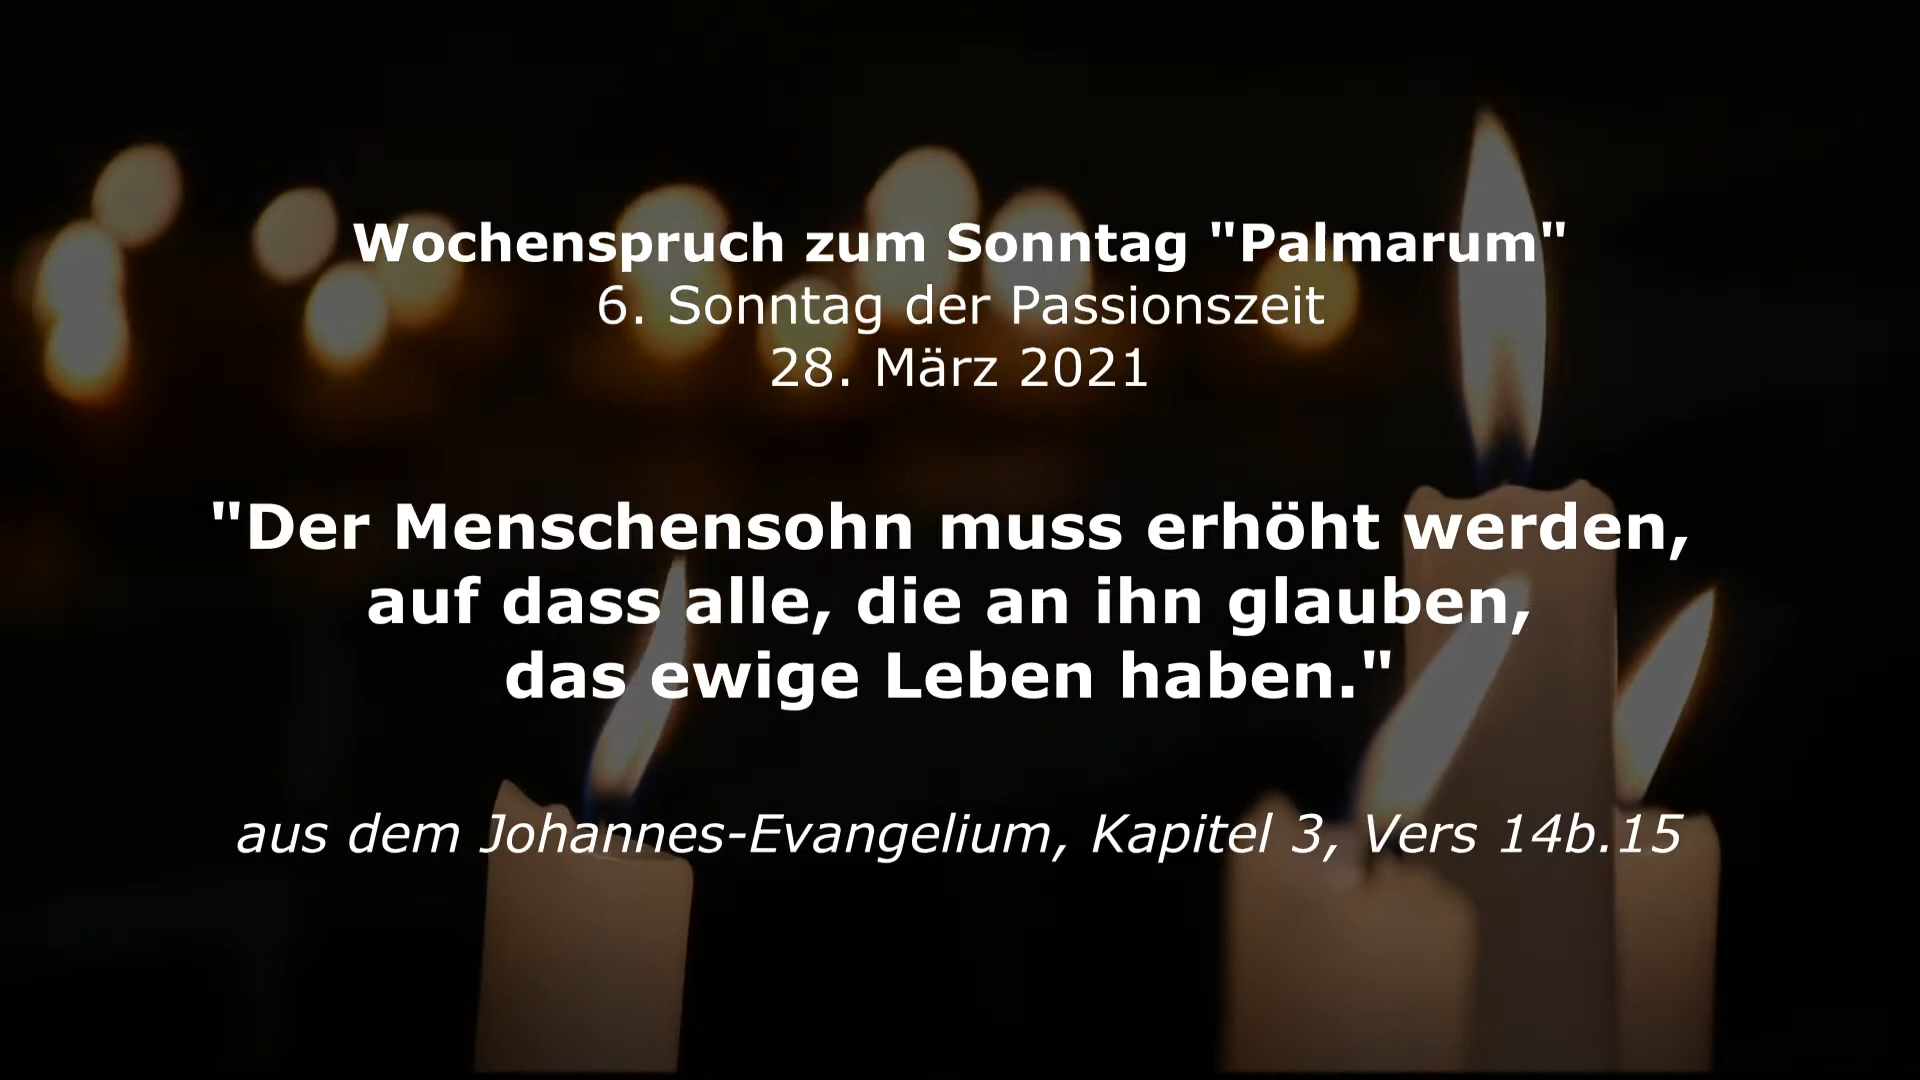 Wochenspruch zum Sonntag "Palmarum"
6. Sonntag der Passionszeit
28. März 2021
"Der Menschensohn muss erhöht werden,
auf dass alle, die an ihn glauben,
das ewige Leben haben."
aus dem Johannes-Evangelium, Kapitel 3, Vers 14b.15